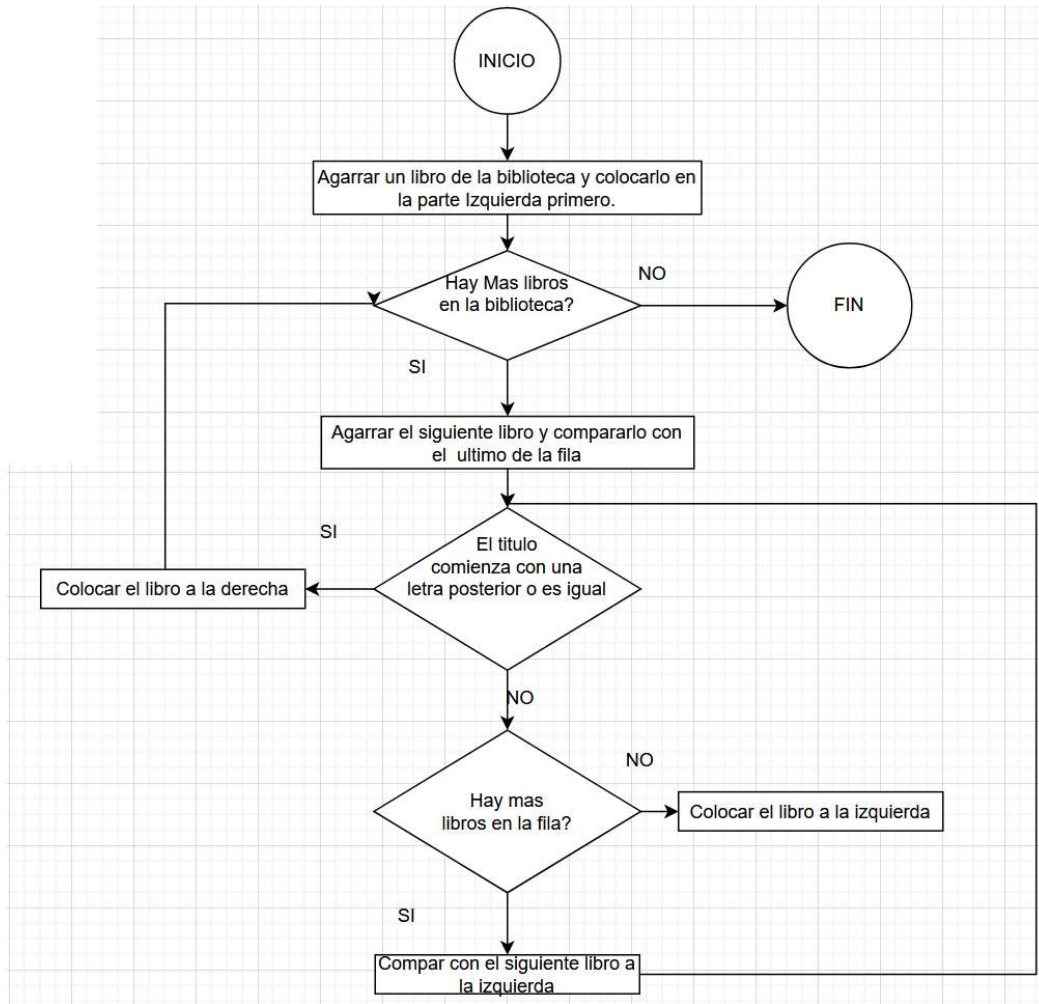 INICIO
Agarrar un libro de la biblioteca y colocarlo en
la parte Izquierda primero.
Hay Mas libros
en la biblioteca?
NO
FIN
SI
Agarrar el siguiente libro y compararlo con
el ultimo de la fila
SI
El titulo
comienza con una
letra posterior o es igual
Colocar el libro a la derecha
NO
NO
Hay mas
libros en la fila?
Colocar el libro a la izquierda
SI
Compar con el siguiente libro a
la izquierda